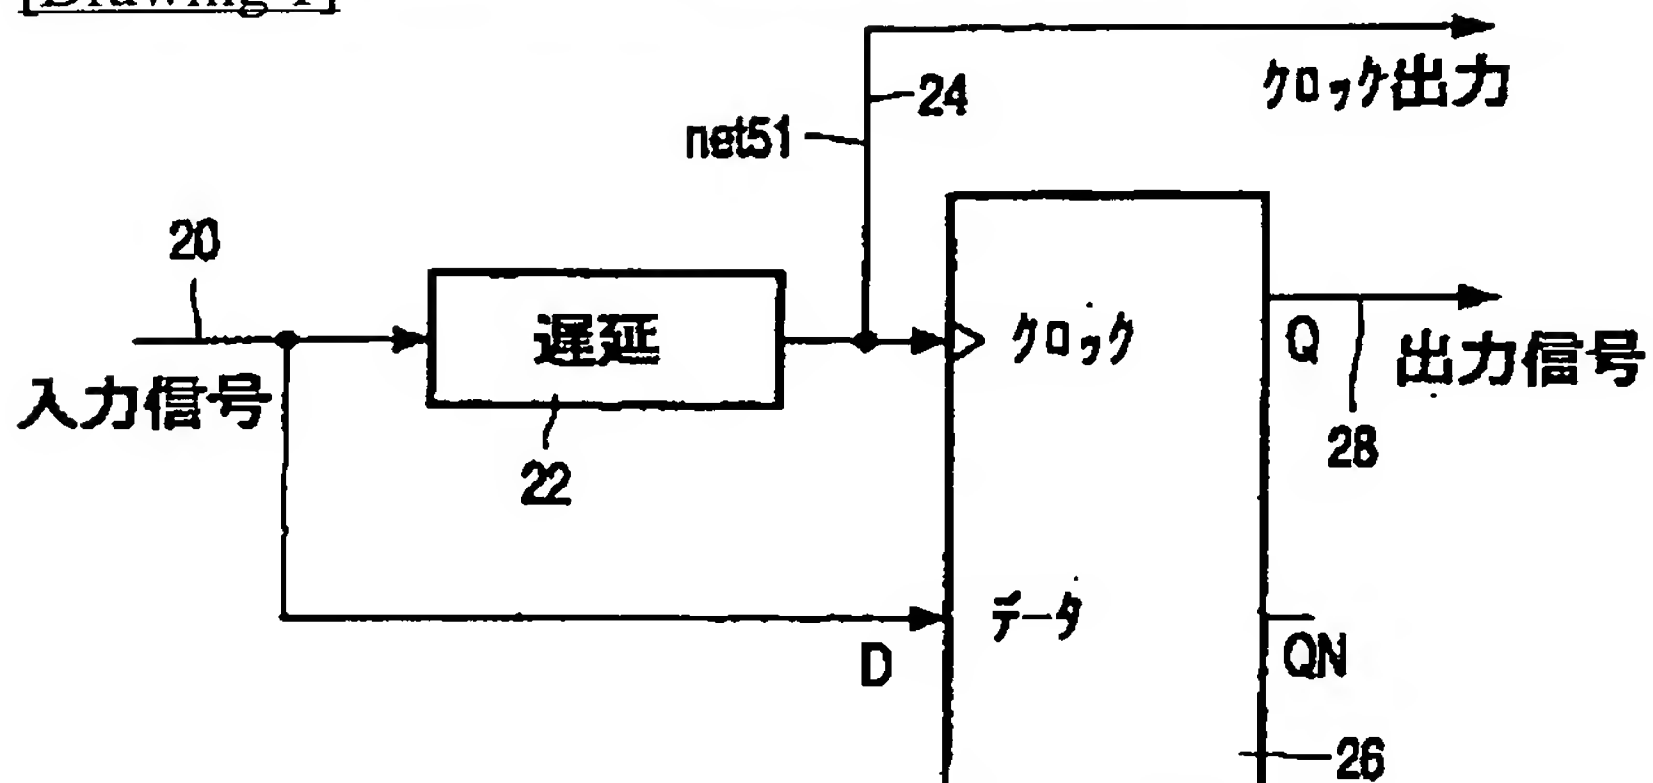 [Drawing 1]
クロック出力
24
net51
20
遅延
クロック
Q
出力信号
入力信号
22
28
データ
D
QN
26